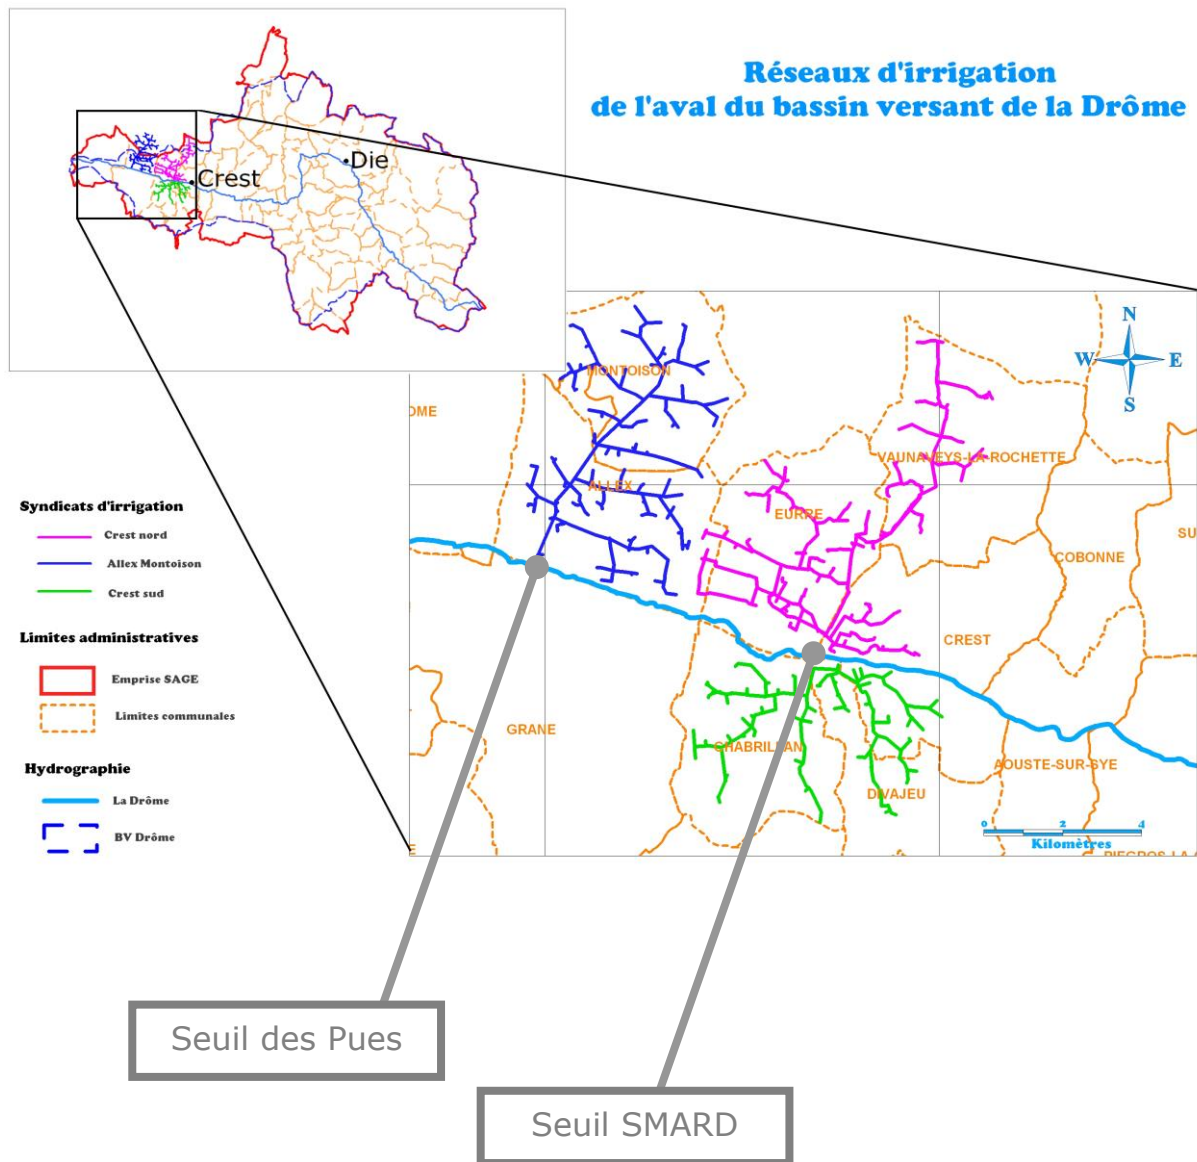 Réseaux d'irrigation
de l'aval du bassin versant de la Drôme
Die
Crest
N
W
E
S
MONTOISON
VAUNAVEYS-LA-ROCHETTE
ALLEX
EURRE
COBONNE
CREST
GRANE
CHABRILLAN
AOUSTE-SUR-SYE
DIVAJEU
0 2 4
Kilomètres
Syndicats d'irrigation
Crest nord
Allex Montoison
Crest sud
Limites administratives
Emprise SAGE
Limites communales
Hydrographie
La Drôme
BV Drôme
Seuil des Pues
Seuil SMARD